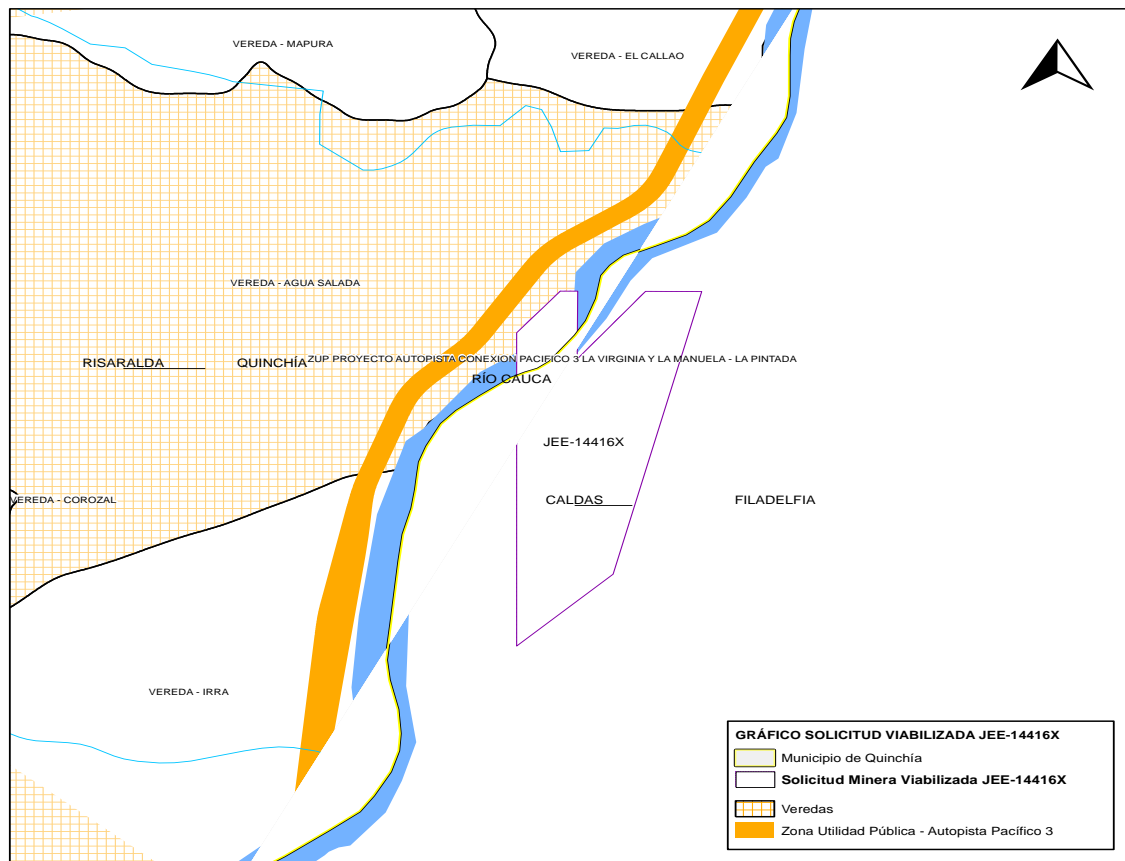 VEREDA - MAPURA
VEREDA - EL CALLAO
VEREDA - AGUA SALADA
RISARALDA
QUINCHÍA
ZUP PROYECTO AUTOPISTA CONEXION PACIFICO 3 LA VIRGINIA Y LA MANUELA - LA PINTADA
RÍO CAUCA
JEE-14416X
VEREDA - COROZAL
CALDAS
FILADELFIA
VEREDA - IRRA
GRÁFICO SOLICITUD VIABILIZADA JEE-14416X
Municipio de Quinchía
Solicitud Minera Viabilizada JEE-14416X
Veredas
Zona Utilidad Pública - Autopista Pacífico 3